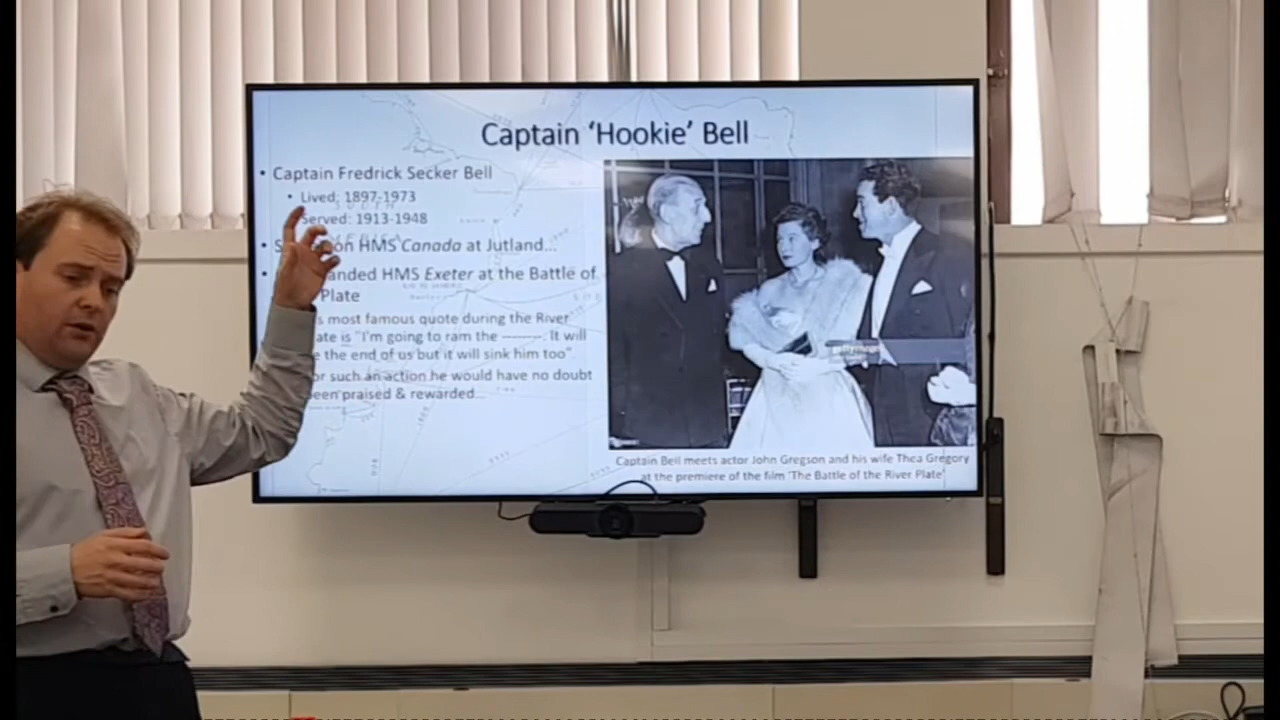 Captain ‘Hookie’ Bell
• Captain Fredrick Secker Bell
• Lived: 1897-1973
• Served: 1913-1948
on HMS Canada at Jutland...
anded HMS Exeter at the Battle of
Plate
s most famous quote during the River
ate is "I'm going to ram the ---------. It will
e the end of us but it will sink him too".
or such an action he would have no doubt
been praised & rewarded...
gettyimages
Captain Bell meets actor John Gregson and his wife Thea Gregory
at the premiere of the film 'The Battle of the River Plate'